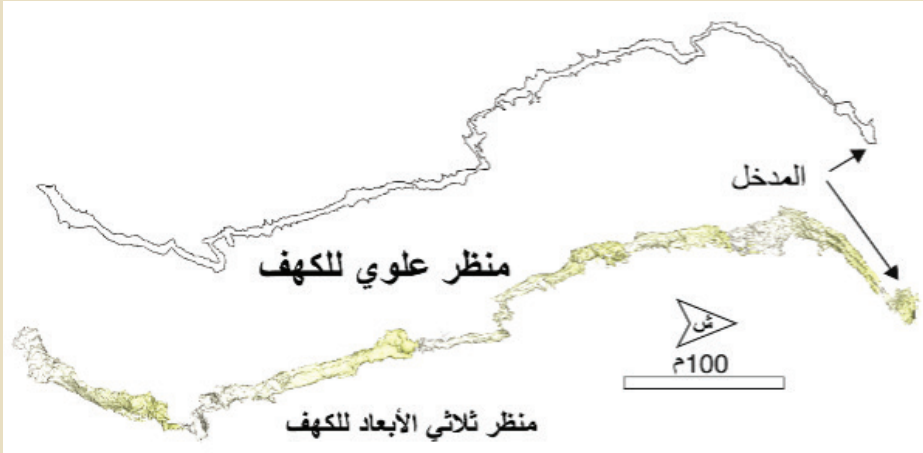 المدخل
منظر علوي للكهف
ش
100م
منظر ثلاثي الأبعاد للكهف